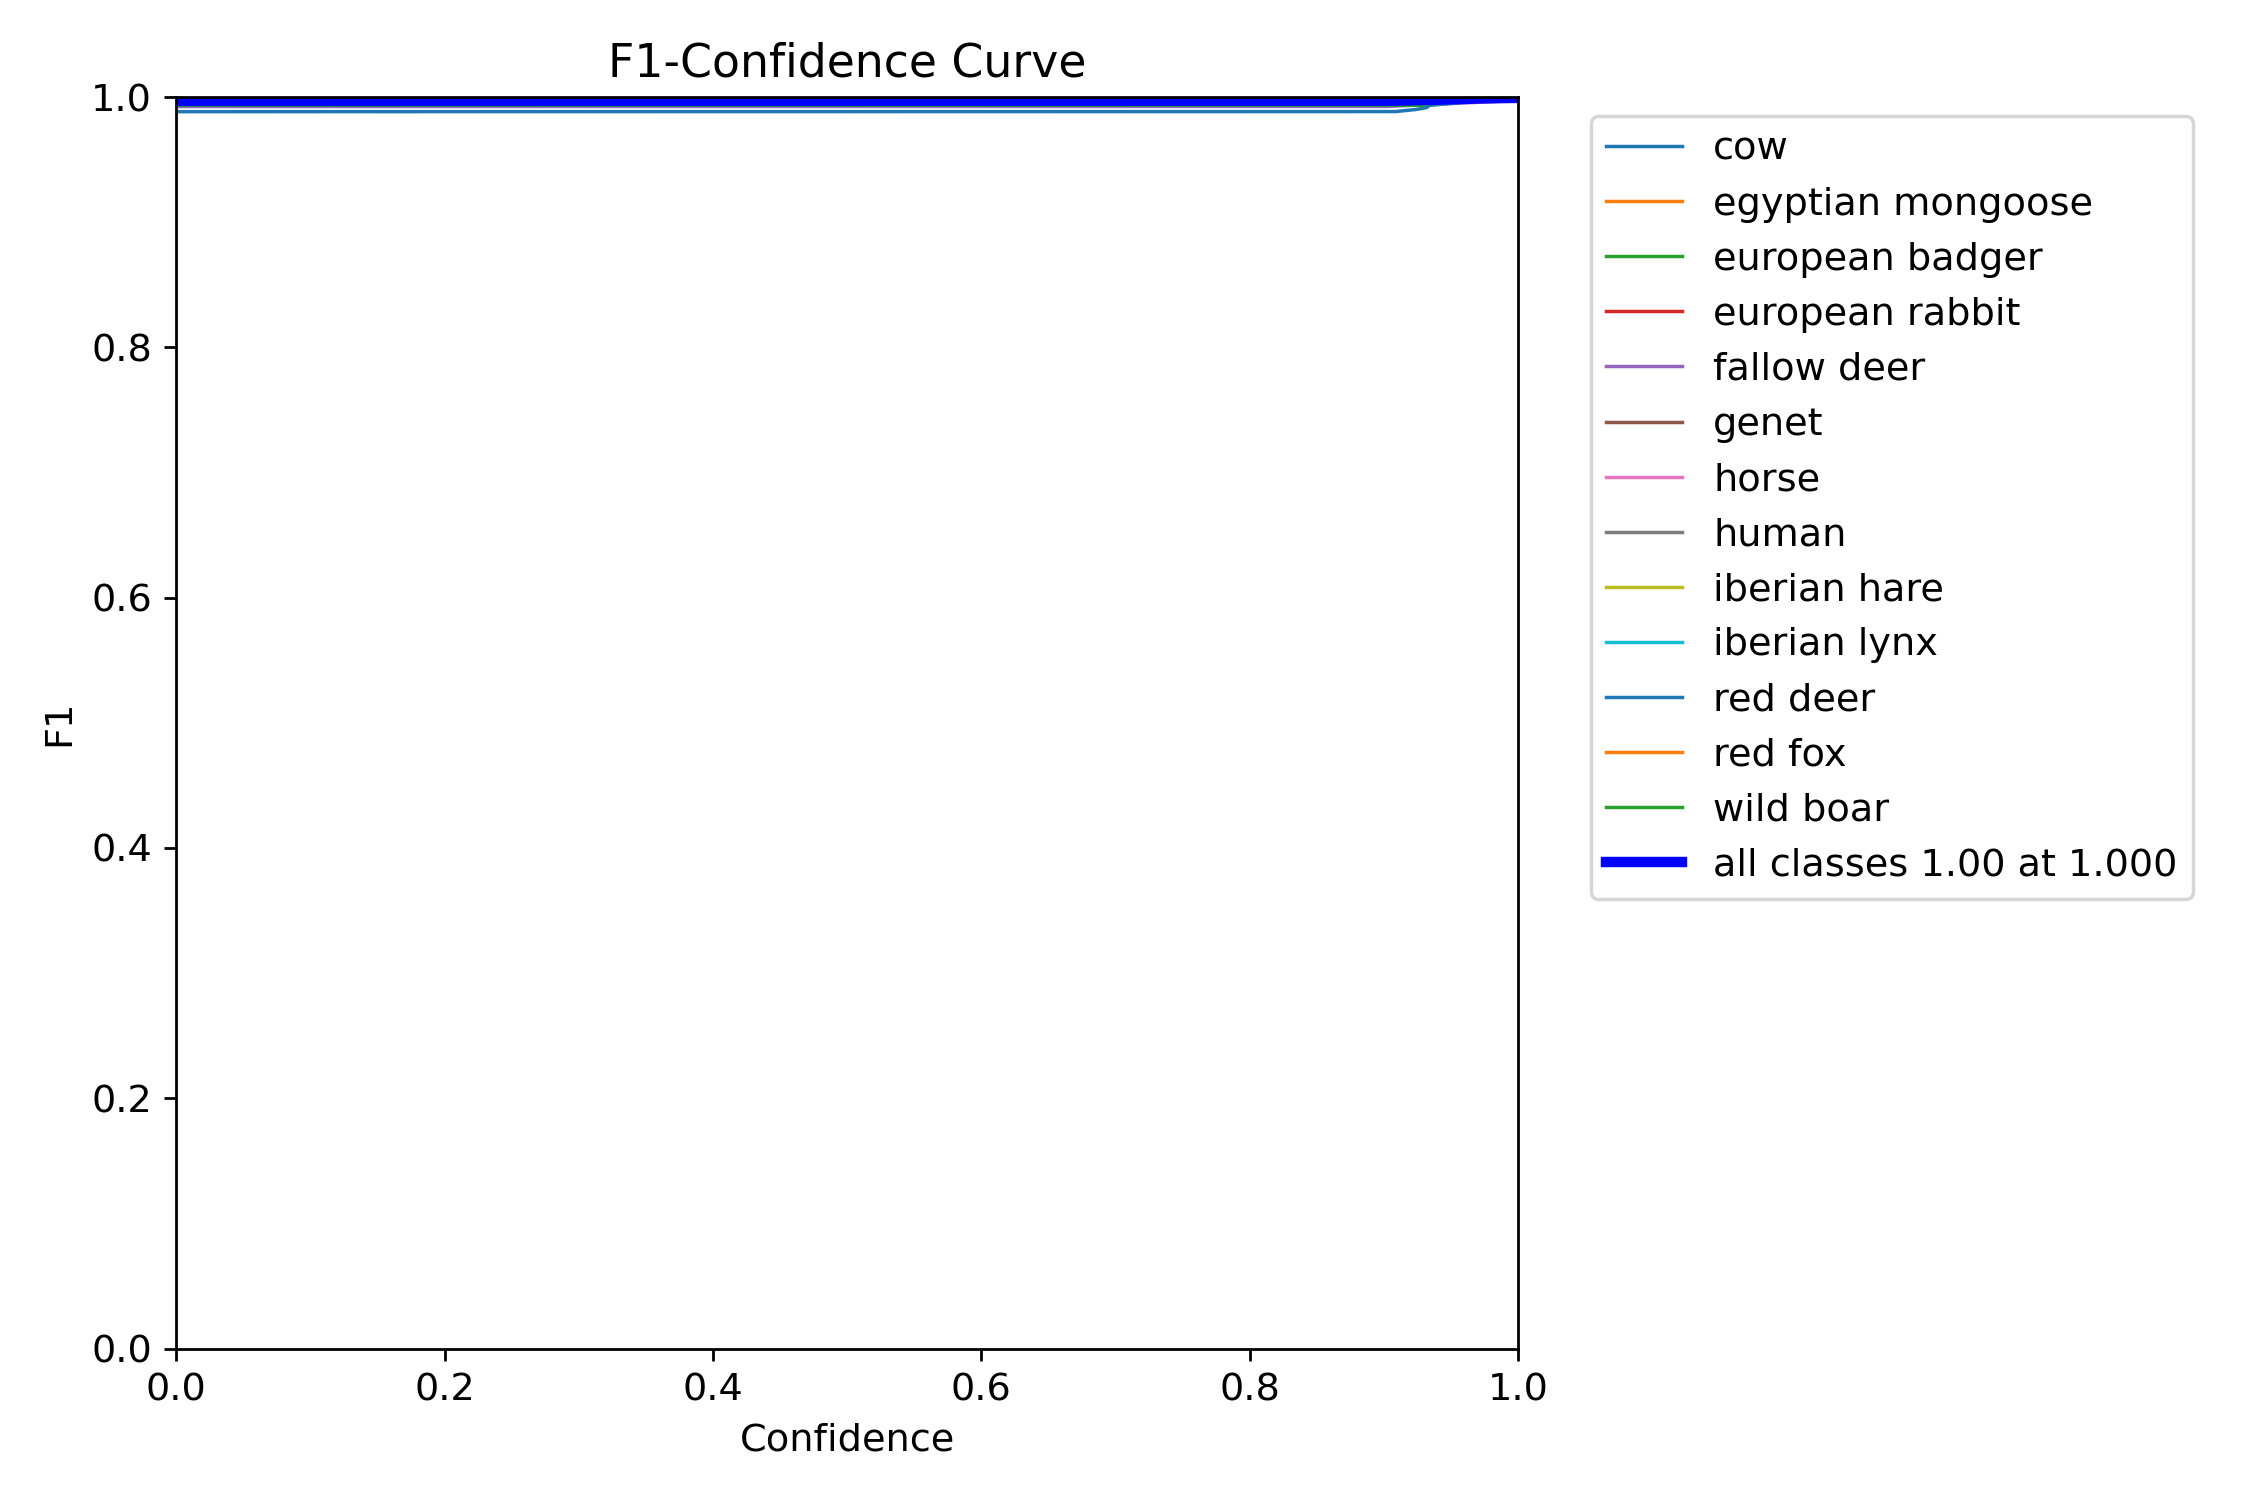 F1-Confidence Curve
1.0
0.8
0.6
0.4
0.2
0.0
F1
0.0 0.2 0.4 0.6 0.8 1.0
Confidence
cow
egyptian mongoose
european badger
european rabbit
fallow deer
genet
horse
human
iberian hare
iberian lynx
red deer
red fox
wild boar
all classes 1.00 at 1.000